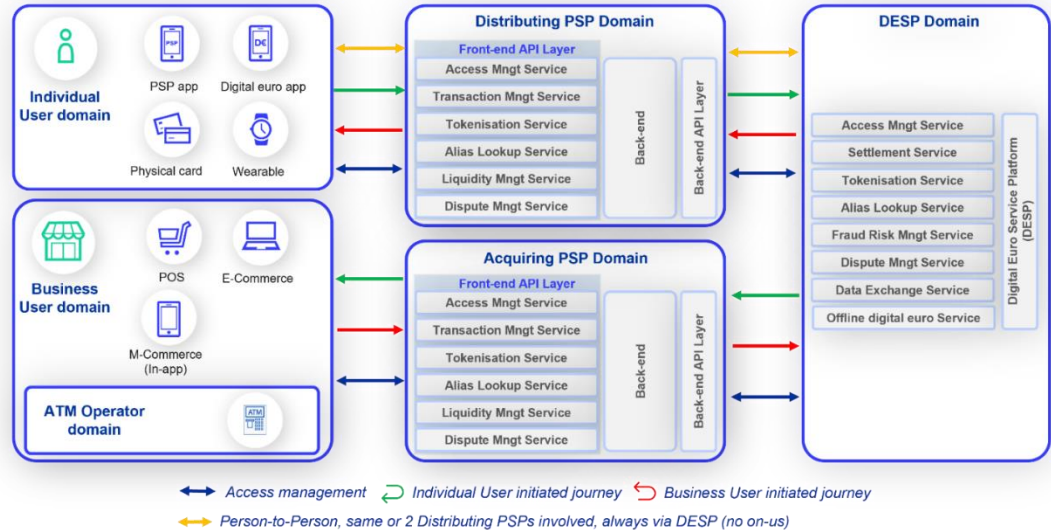 Individual
User domain
PSP
PSP app
D€
Digital euro app
Physical card
Wearable
Business
User domain
POS
E-Commerce
M-Commerce
(In-app)
ATM Operator
domain
ATM
Distributing PSP Domain
Front-end API Layer
Access Mngt Service
Transaction Mngt Service
Tokenisation Service
Alias Lookup Service
Liquidity Mngt Service
Dispute Mngt Service
Back-end
Back-end API Layer
Acquiring PSP Domain
Front-end API Layer
Access Mngt Service
Transaction Mngt Service
Tokenisation Service
Alias Lookup Service
Liquidity Mngt Service
Dispute Mngt Service
Back-end
Back-end API Layer
DESP Domain
Access Mngt Service
Settlement Service
Tokenisation Service
Alias Lookup Service
Fraud Risk Mngt Service
Dispute Mngt Service
Data Exchange Service
Offline digital euro Service
Digital Euro Service Platform
(DESP)
Access management
Individual User initiated journey
Business User initiated journey
Person-to-Person, same or 2 Distributing PSPs involved, always via DESP (no on-us)